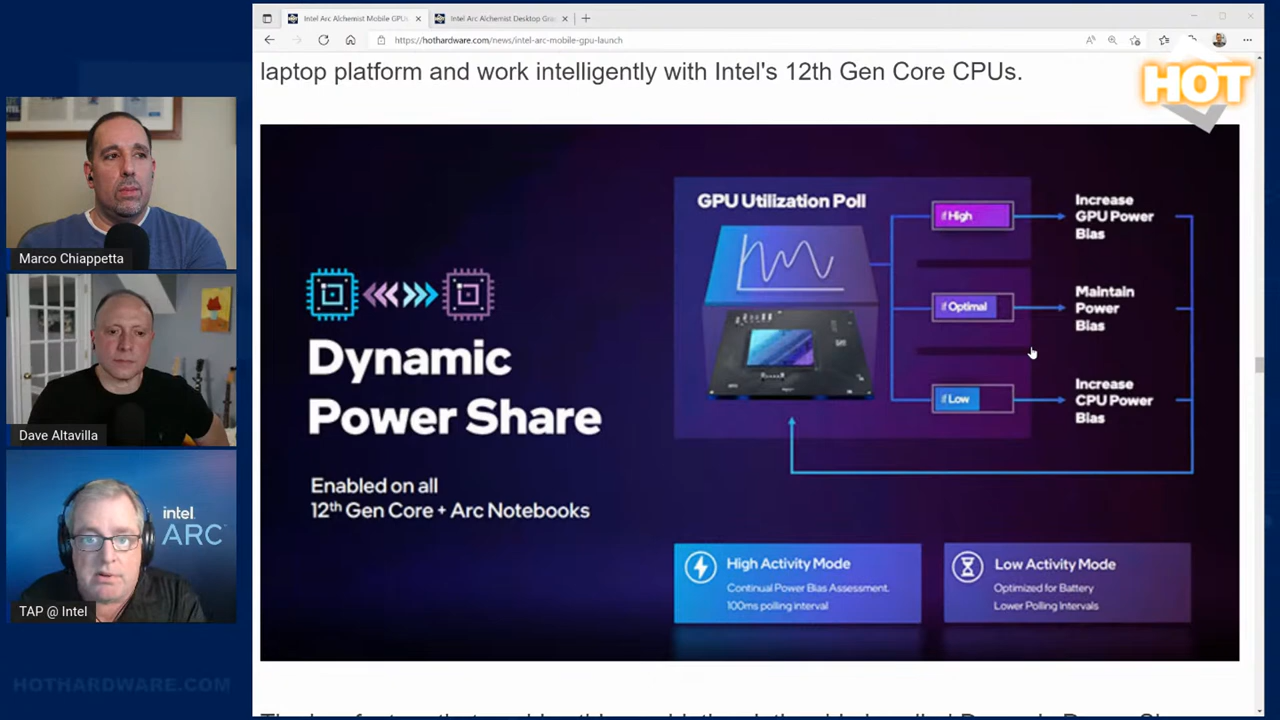 Intel Arc Alchemist Mobile GPUs
Intel Arc Alchemist Desktop Gra
https://hothardware.com/news/intel-arc-mobile-gpu-launch
HOT
laptop platform and work intelligently with Intel's 12th Gen Core CPUs.
Marco Chiappetta
Dave Altavilla
intel
ARC
TAP @ Intel
HOTHARDWARE.COM
Dynamic
Power Share
Enabled on all
12th Gen Core + Arc Notebooks
GPU Utilization Poll
if High
Increase
GPU Power
Bias
if Optimal
Maintain
Power
Bias
if Low
Increase
CPU Power
Bias
High Activity Mode
Continual Power Bias Assessment.
100ms polling interval
Low Activity Mode
Optimized for Battery
Lower Polling Intervals